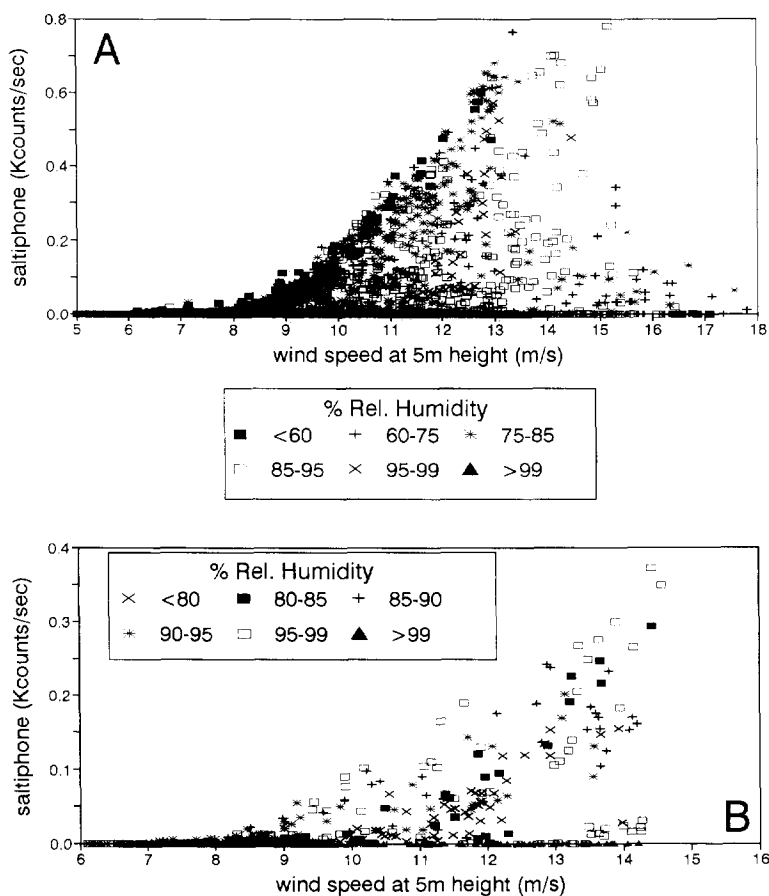 A
saltiphone (Kcounts/sec)
0.8
0.6
0.4
0.2
0.0
5 6 7 8 9 10 11 12 13 14 15 16 17 18
wind speed at 5m height (m/s)
% Rel. Humidity
<60 60-75 75-85
85-95 95-99 >99
B
saltiphone (Kcounts/sec)
0.4
0.3
0.2
0.1
0.0
% Rel. Humidity
<80 80-85 85-90
90-95 95-99 >99
6 7 8 9 10 11 12 13 14 15 16
wind speed at 5m height (m/s)